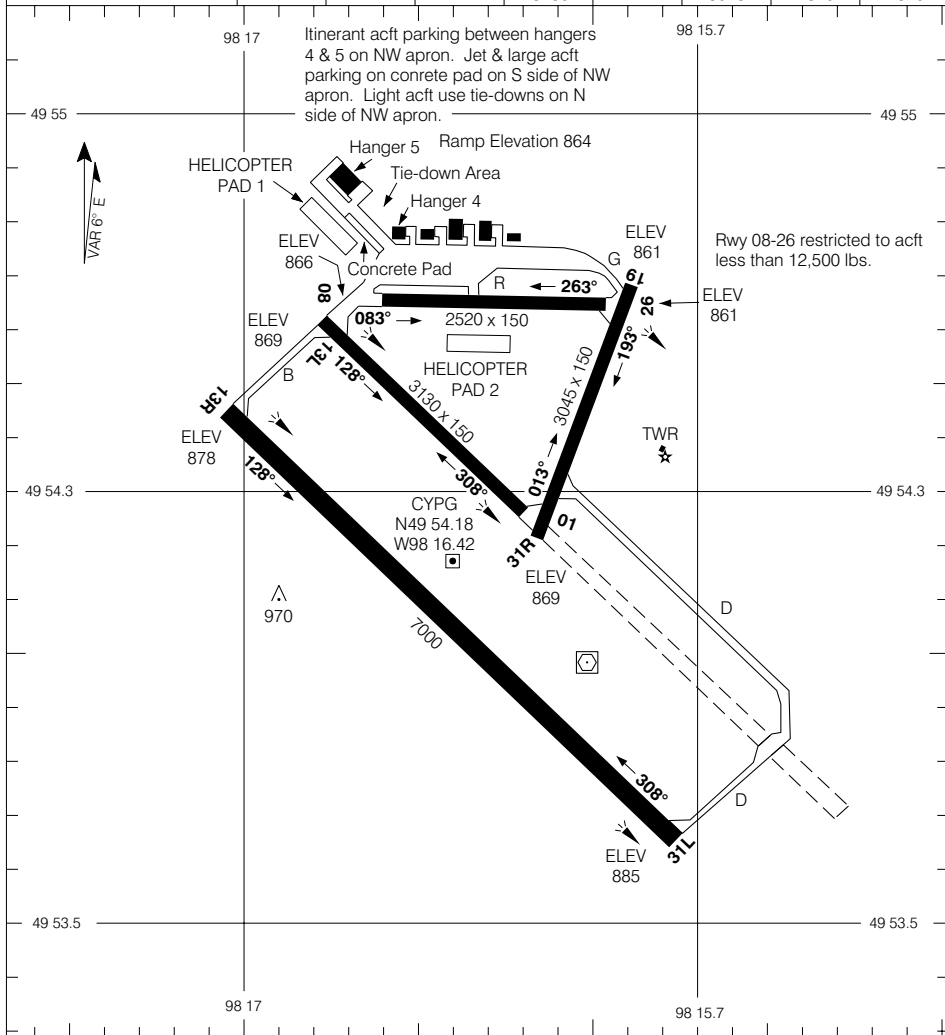 98 17
98 15.7
Itinerant acft parking between hangers
4 & 5 on NW apron. Jet & large acft
parking on conrete pad on S side of NW
apron. Light acft use tie-downs on N
side of NW apron.
49 55
49 55
Hanger 5
Ramp Elevation 864
HELICOPTER
PAD 1
Tie-down Area
Hanger 4
VAR 6° E
ELEV
866
ELEV
861
Rwy 08-26 restricted to acft
less than 12,500 lbs.
Concrete Pad
G
R
263°
19
08
26
ELEV
861
ELEV
869
083°
2520 x 150
193°
13L
128°
HELICOPTER
PAD 2
B
3130 x 150
3045 x 150
13R
ELEV
878
TWR
128°
308°
013°
49 54.3
49 54.3
CYPG
N49 54.18
W98 16.42
01
31R
ELEV
869
970
D
7000
308°
D
31L
ELEV
885
49 53.5
49 53.5
98 17
98 15.7